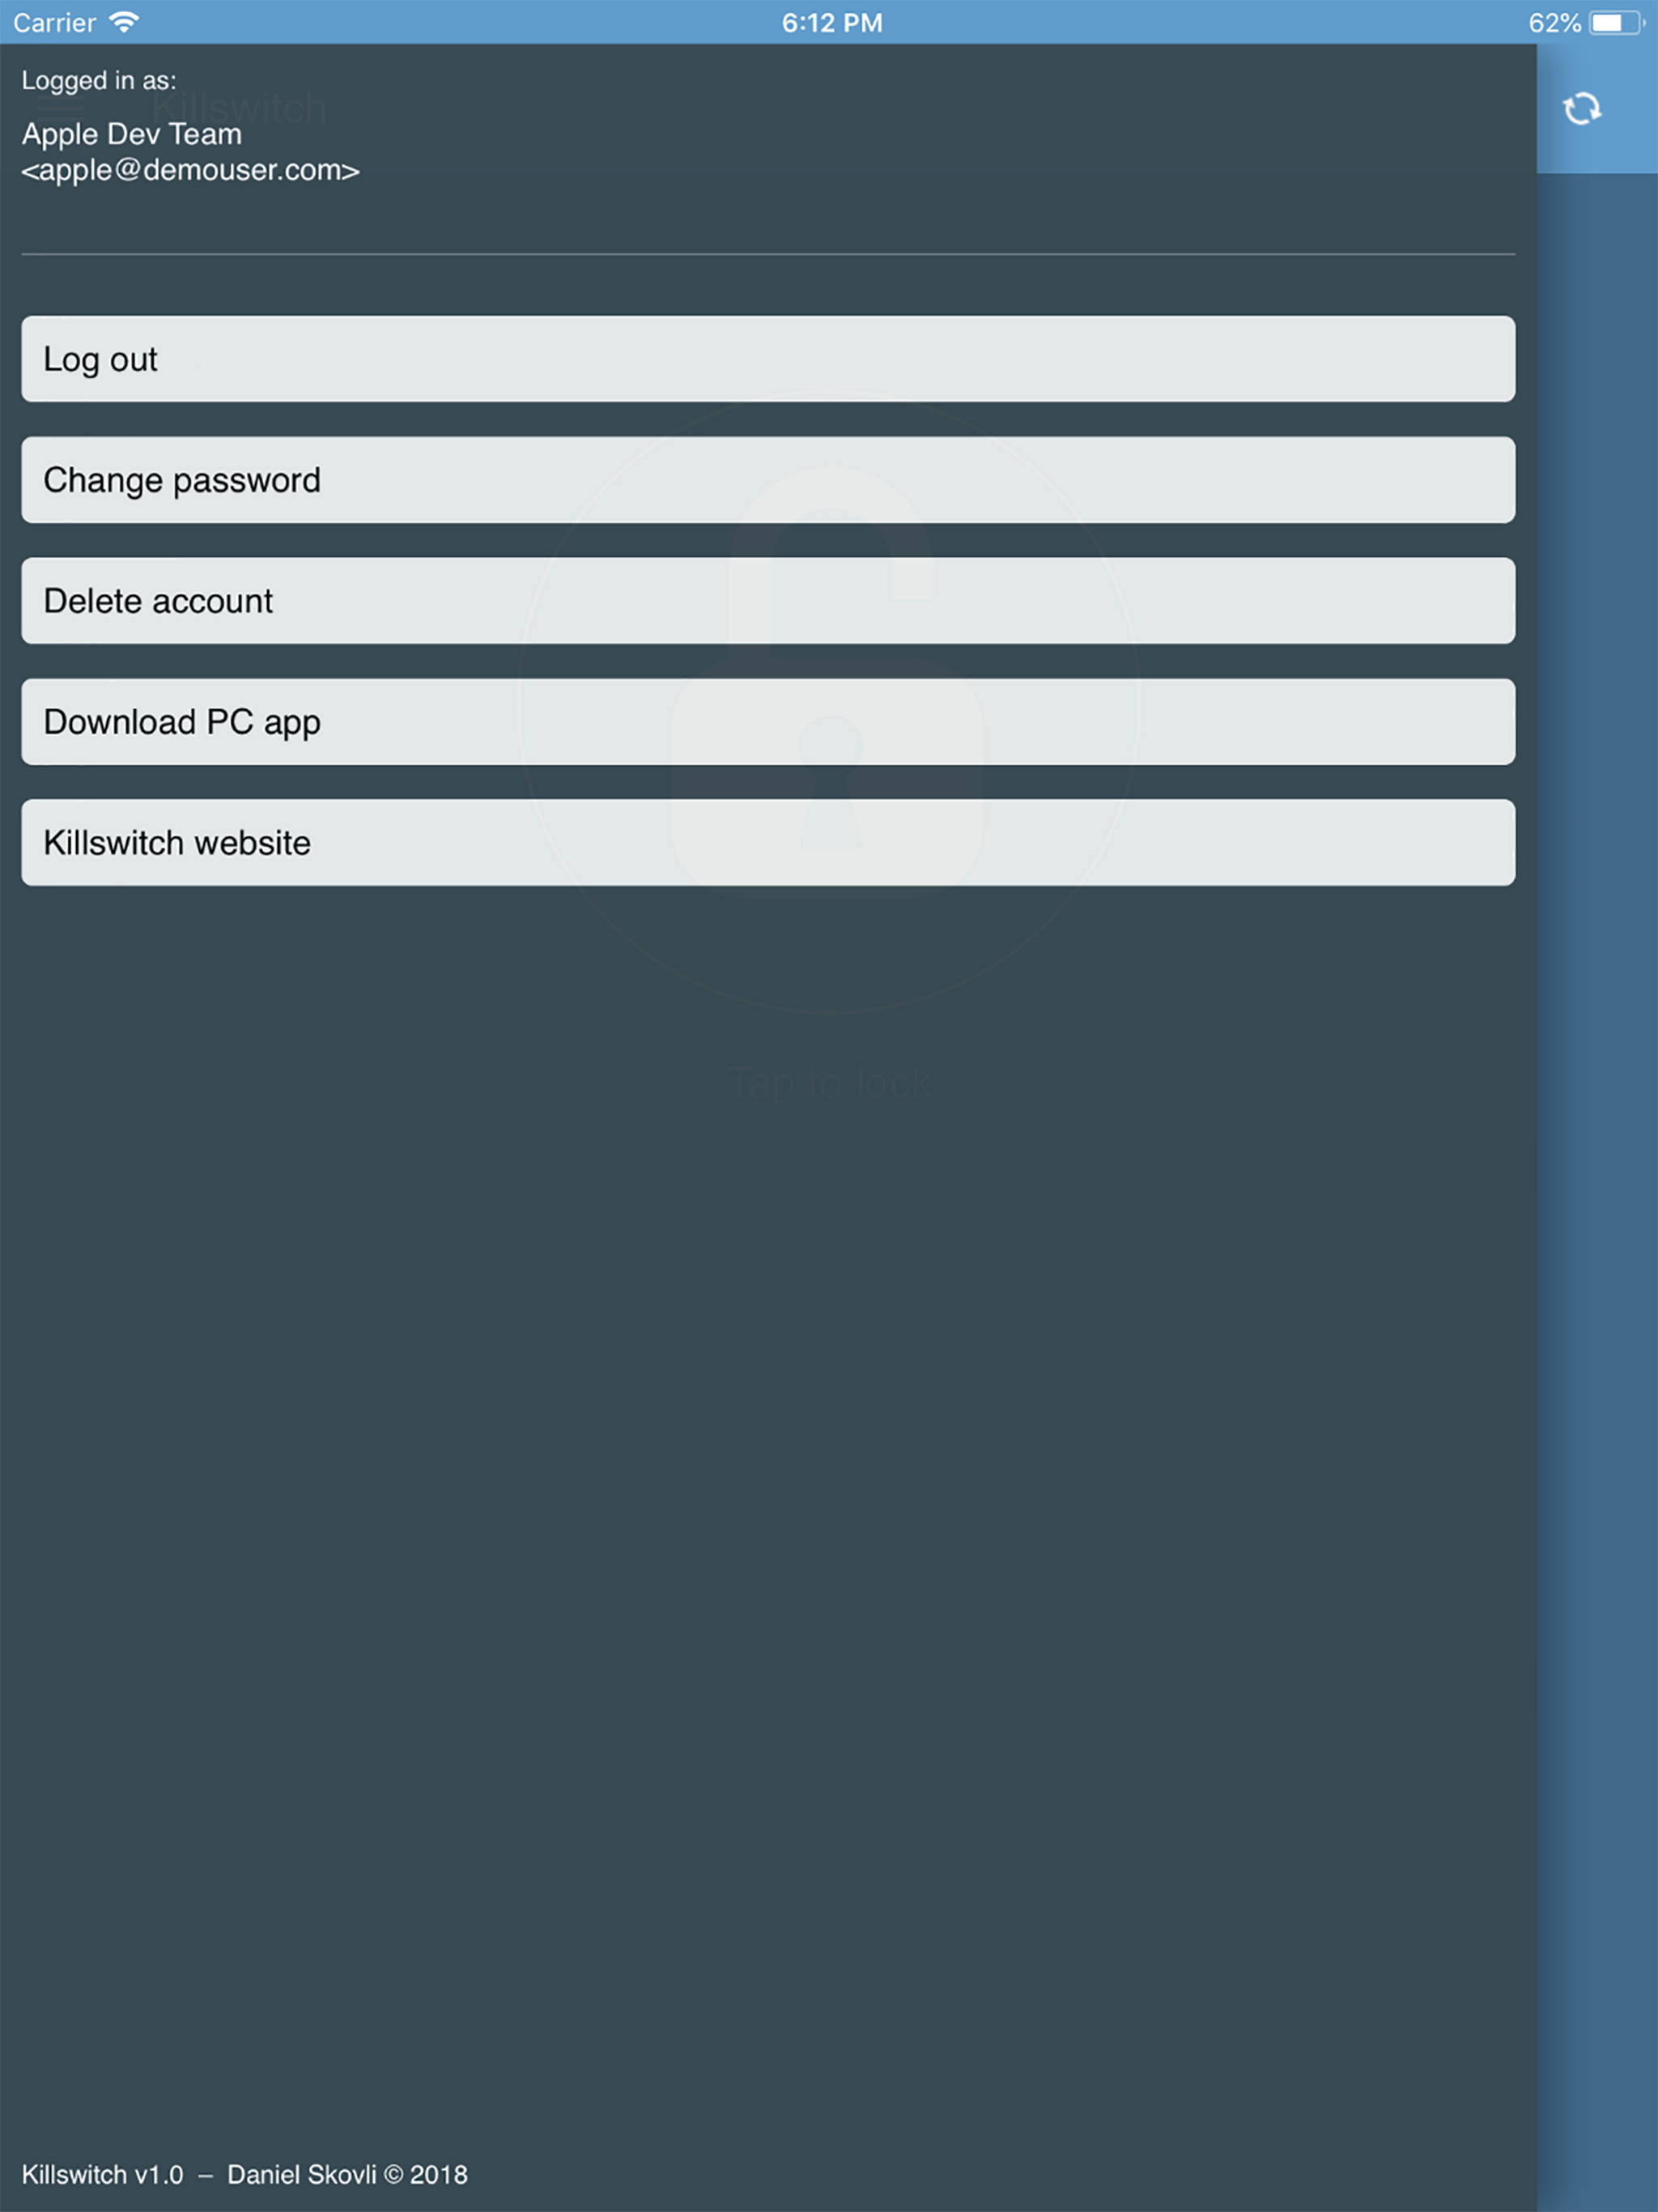 Carrier 6:12 PM 62%
Logged in as:
Killswitch
Apple Dev Team
<apple@demouser.com>
Log out
Change password
Delete account
Download PC app
Killswitch website
Tap to lock
Killswitch v1.0 – Daniel Skovli © 2018